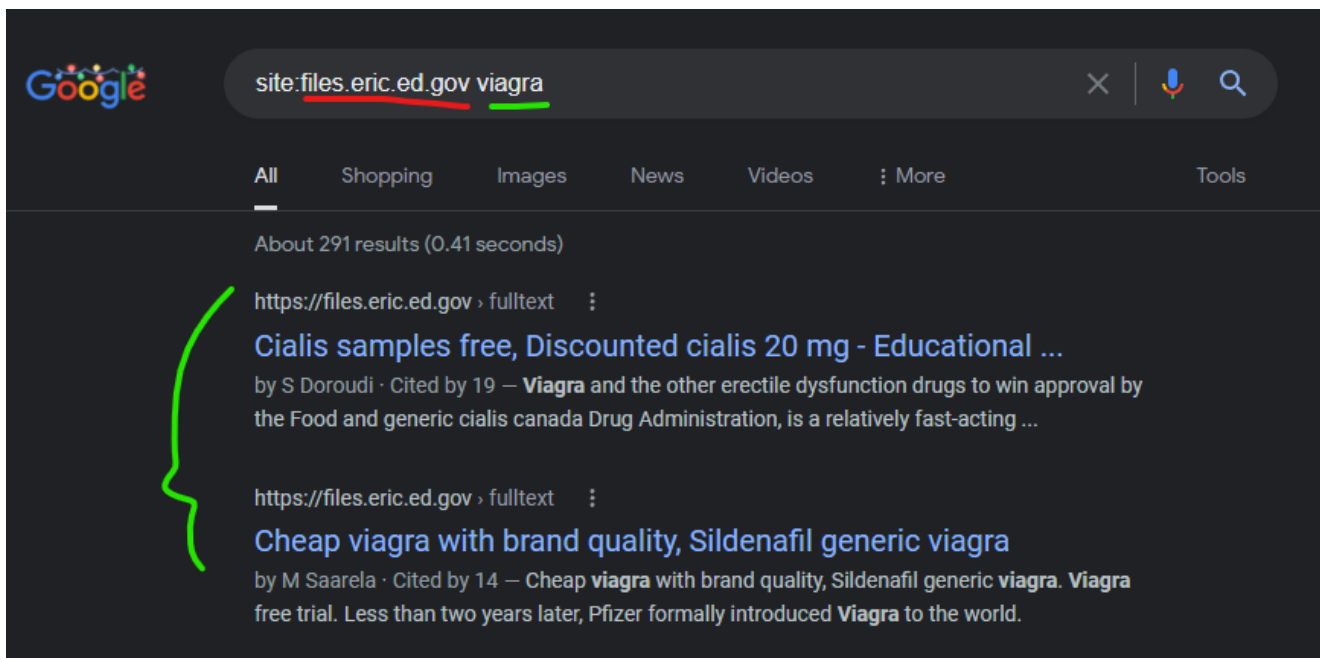 Google
site:files.eric.ed.gov viagra
All Shopping Images News Videos More Tools
About 291 results (0.41 seconds)
https://files.eric.ed.gov › fulltext
Cialis samples free, Discounted cialis 20 mg - Educational ...
by S Doroudi · Cited by 19 — Viagra and the other erectile dysfunction drugs to win approval by
the Food and generic cialis canada Drug Administration, is a relatively fast-acting ...
https://files.eric.ed.gov › fulltext
Cheap viagra with brand quality, Sildenafil generic viagra
by M Saarela · Cited by 14 — Cheap viagra with brand quality, Sildenafil generic viagra. Viagra
free trial. Less than two years later, Pfizer formally introduced Viagra to the world.